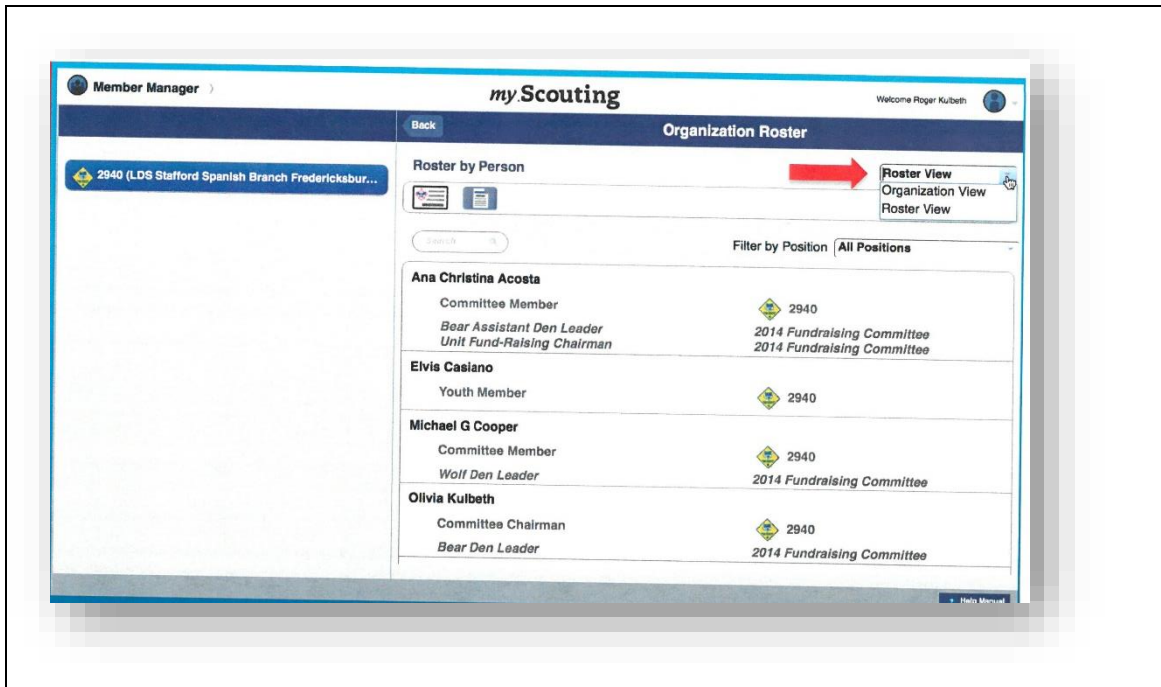 Member Manager
my.Scouting
Welcome Roger Kulbeth
Back
Organization Roster
2940 (LDS Stafford Spanish Branch Fredericksbur...
Roster by Person
Roster View
Organization View
Roster View
Search
Filter by Position All Positions
Ana Christina Acosta
Committee Member 2940
Bear Assistant Den Leader 2014 Fundraising Committee
Unit Fund-Raising Chairman 2014 Fundraising Committee
Elvis Casiano
Youth Member 2940
Michael G Cooper
Committee Member 2940
Wolf Den Leader 2014 Fundraising Committee
Olivia Kulbeth
Committee Chairman 2940
Bear Den Leader 2014 Fundraising Committee
Help Manual